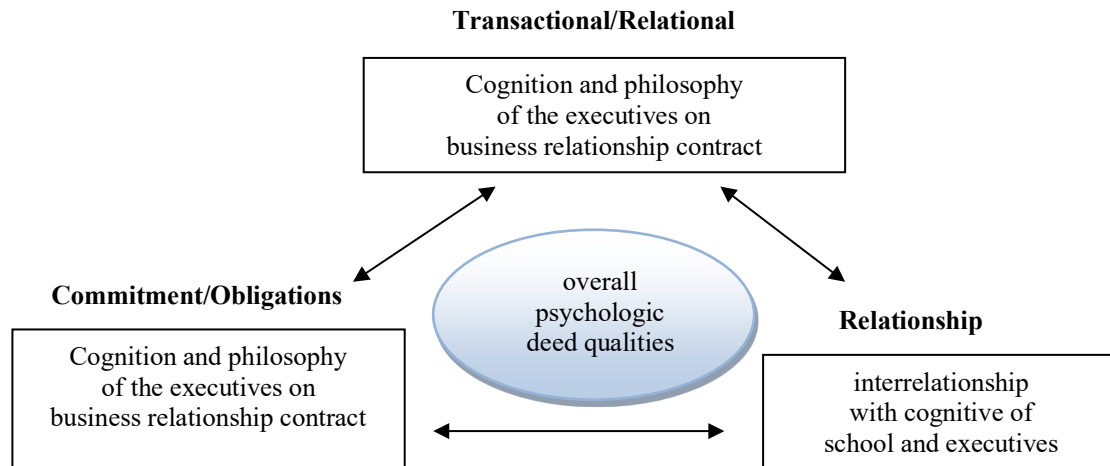 Transactional/Relational
Cognition and philosophy
of the executives on
business relationship contract
overall
psychologic
deed qualities
Commitment/Obligations
Cognition and philosophy
of the executives on
business relationship contract
Relationship
interrelationship
with cognitive of
school and executives